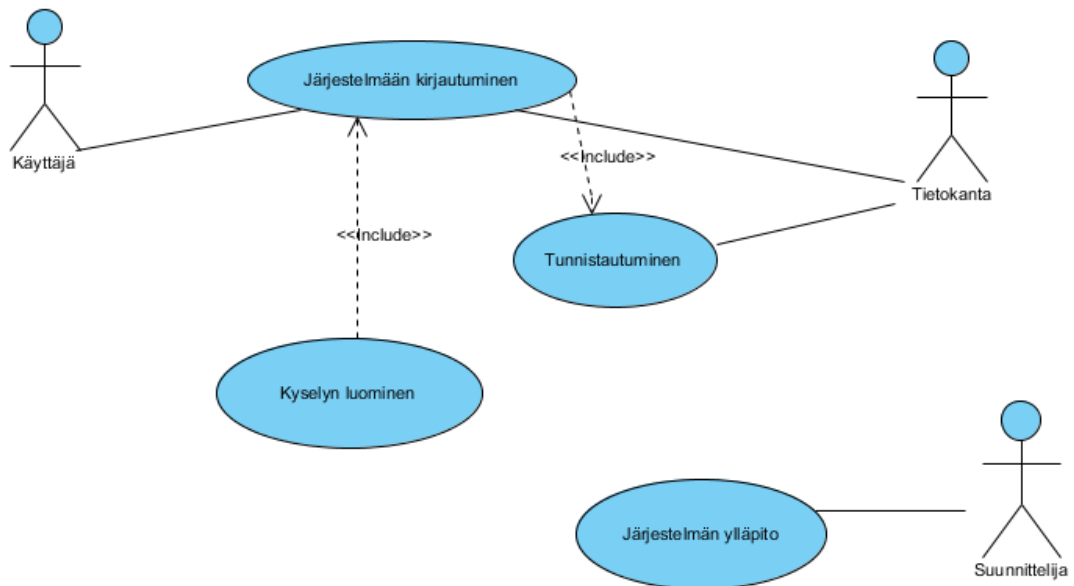 Järjestelmään kirjautuminen
Käyttäjä
<<Include>>
Tietokanta
<<Include>>
Tunnistautuminen
Kyselyn luominen
Järjestelmän ylläpito
Suunnittelija